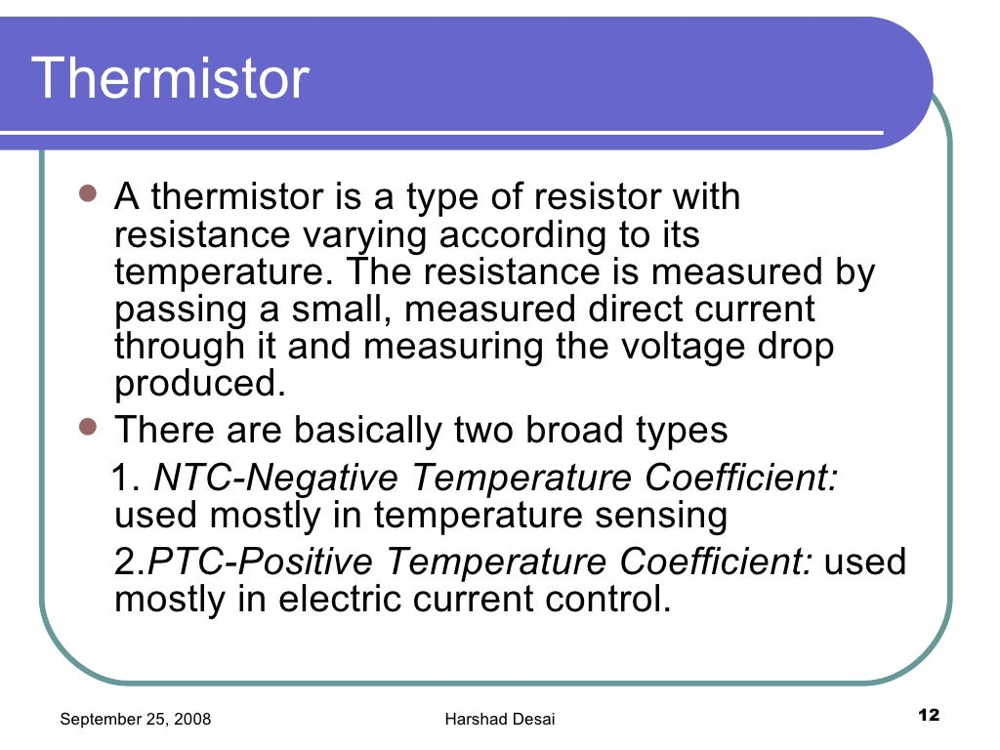 Thermistor
A thermistor is a type of resistor with
resistance varying according to its
temperature. The resistance is measured by
passing a small, measured direct current
through it and measuring the voltage drop
produced.
There are basically two broad types
1. NTC-Negative Temperature Coefficient:
used mostly in temperature sensing
2.PTC-Positive Temperature Coefficient: used
mostly in electric current control.
September 25, 2008
Harshad Desai
12